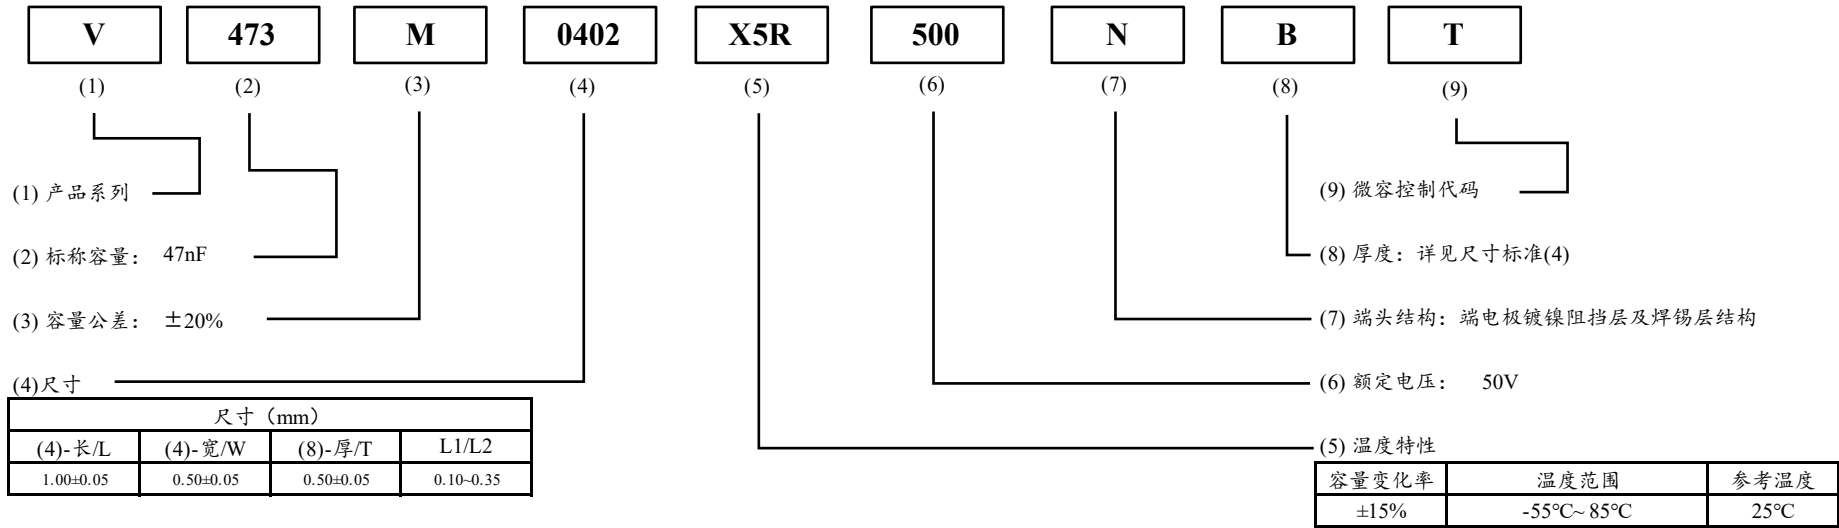 V 473 M 0402 X5R 500 N B T
(1) (2) (3) (4) (5) (6) (7) (8) (9)
(1) 产品系列
(9) 微容控制代码
(2) 标称容量: 47nF
(8) 厚度: 详见尺寸标准(4)
(3) 容量公差: ±20%
(7) 端头结构: 端电极镀镍阻挡层及焊锡层结构
(4)尺寸
(6) 额定电压: 50V
尺寸（mm）
(4)-长/L (4)-宽/W (8)-厚/T L1/L2
1.00±0.05 0.50±0.05 0.50±0.05 0.10~0.35
(5) 温度特性
容量变化率 温度范围 参考温度
±15% -55℃~ 85℃ 25℃